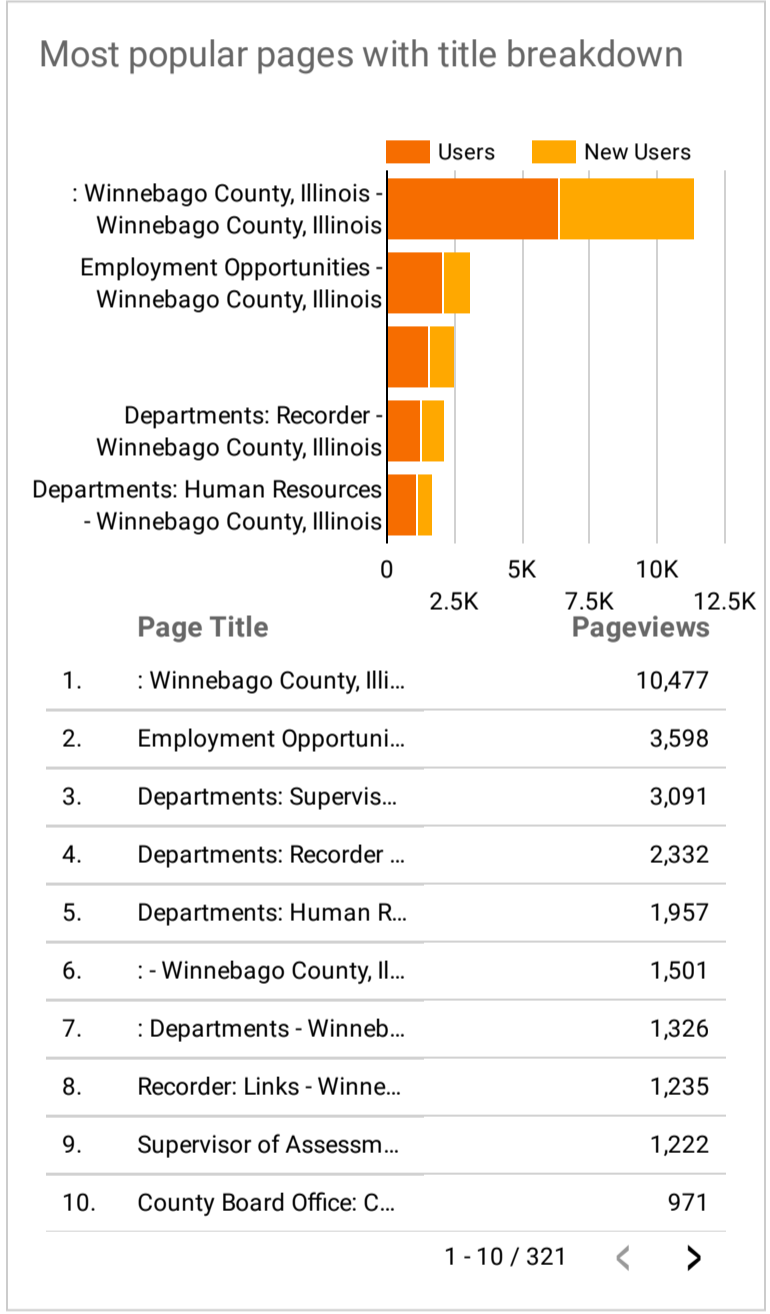 Most popular pages with title breakdown
Users New Users
: Winnebago County, Illinois -
Winnebago County, Illinois
Employment Opportunities -
Winnebago County, Illinois
Departments: Recorder -
Winnebago County, Illinois
Departments: Human Resources
- Winnebago County, Illinois
0 5K 10K
2.5K 7.5K 12.5K
Page Title Pageviews
1. : Winnebago County, Illi... 10,477
2. Employment Opportuni... 3,598
3. Departments: Supervis... 3,091
4. Departments: Recorder ... 2,332
5. Departments: Human R... 1,957
6. : - Winnebago County, Il... 1,501
7. : Departments - Winneb... 1,326
8. Recorder: Links - Winne... 1,235
9. Supervisor of Assessm... 1,222
10. County Board Office: C... 971
1 - 10 / 321 < >